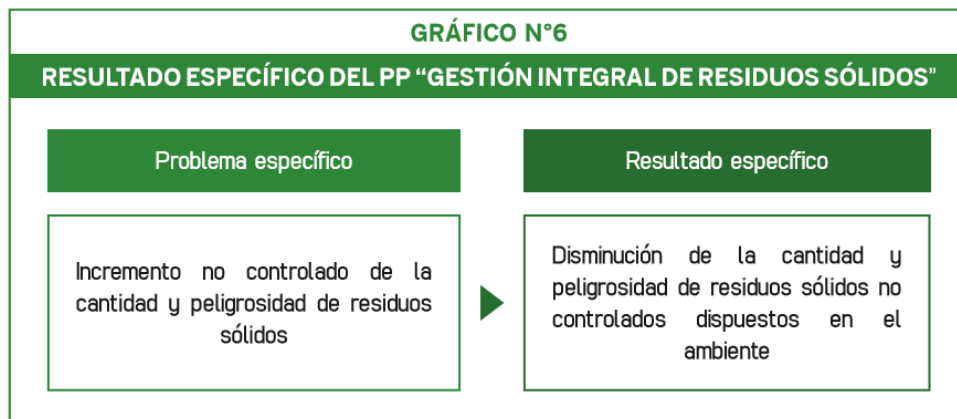 GRÁFICO N°6
RESULTADO ESPECÍFICO DEL PP “GESTIÓN INTEGRAL DE RESIDUOS SÓLIDOS”
Problema específico
Incremento no controlado de la
cantidad y peligrosidad de residuos
sólidos
Resultado específico
Disminución de la cantidad y
peligrosidad de residuos sólidos no
controlados dispuestos en el
ambiente